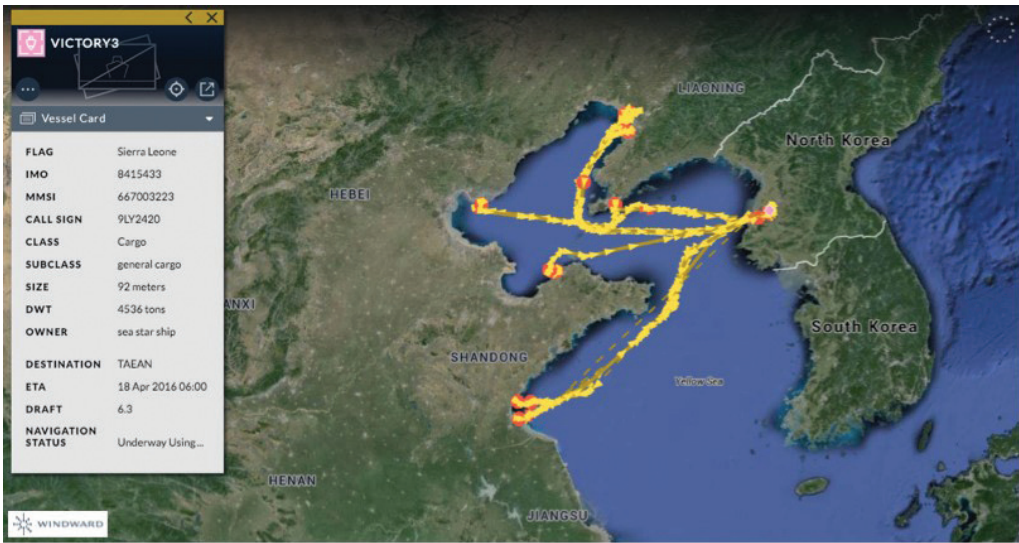 VICTORY3
Vessel Card
FLAG Sierra Leone
IMO 8415433
MMSI 667003223
CALL SIGN 9LY2420
CLASS Cargo
SUBCLASS general cargo
SIZE 92 meters
DWT 4536 tons
OWNER sea star ship
DESTINATION TAEAN
ETA 18 Apr 2016 06:00
DRAFT 6.3
NAVIGATION
STATUS Underway Using...
WINDWARD
LIAONING
North Korea
HEBEI
ANXI
South Korea
SHANDONG
Yellow Sea
HENAN
JIANGSU